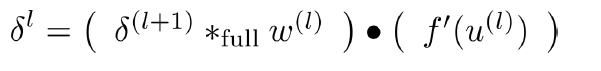 δ^l = ( δ^(l+1) *_full w^(l) ) • ( f′(u^(l)) )